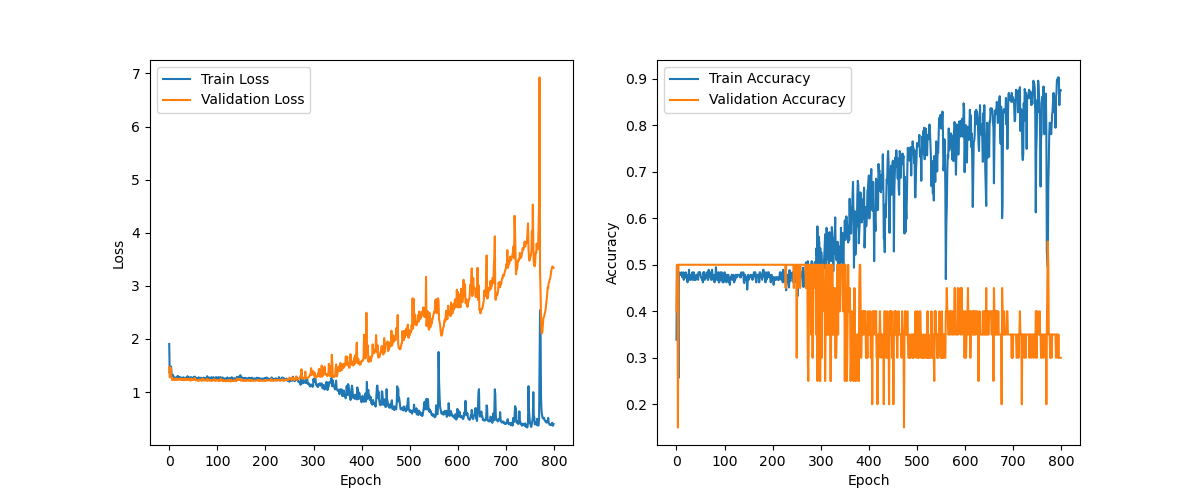 Train Loss
Validation Loss
7
6
5
4
3
2
1
Loss
0 100 200 300 400 500 600 700 800
Epoch
Train Accuracy
Validation Accuracy
0.9
0.8
0.7
0.6
0.5
0.4
0.3
0.2
Accuracy
0 100 200 300 400 500 600 700 800
Epoch